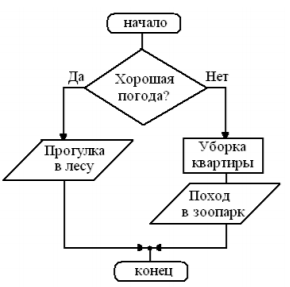 начало
Да
Хорошая
погода?
Нет
Прогулка
в лесу
Уборка
квартиры
Поход
в зоопарк
конец